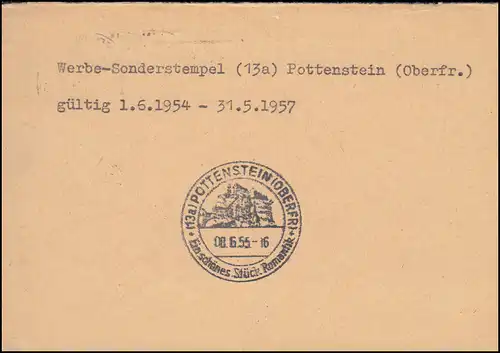 Werbe-Sonderstempel (13a) Pottenstein (Oberfr.)
gültig 1.6.1954 - 31.5.1957
(13a) POTTENSTEIN (OBERFR)
00.6.55-16
Ein schönes Stück Romantik